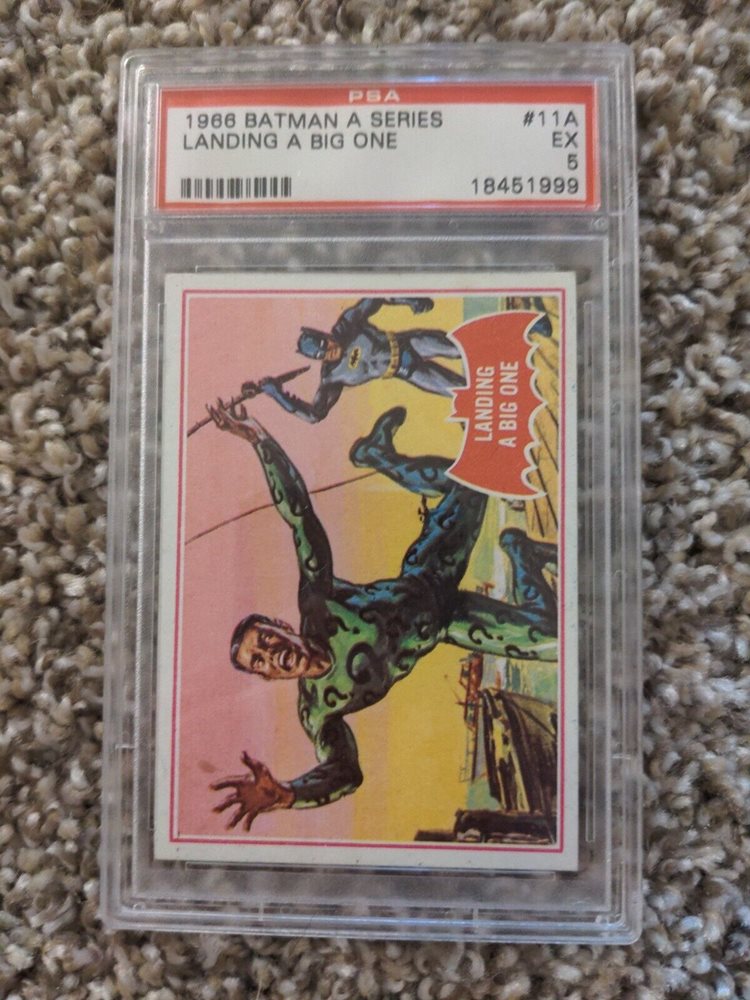 PSA
1966 BATMAN A SERIES #11A
LANDING A BIG ONE EX
5
18451999
LANDING
A BIG ONE